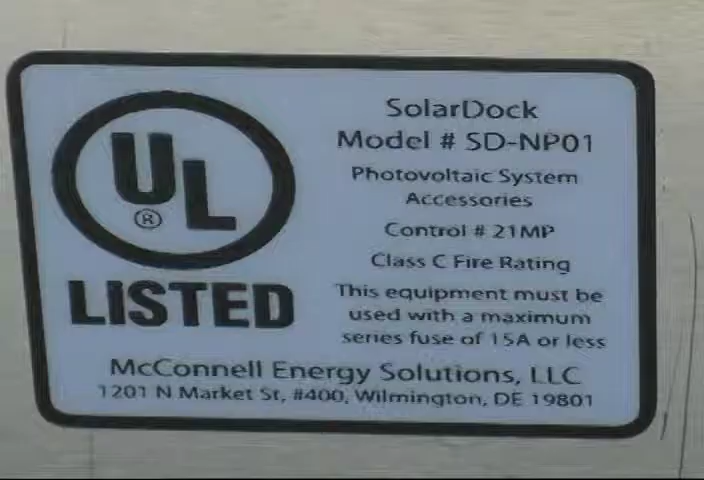 UL
®
LISTED
SolarDock
Model # SD-NP01
Photovoltaic System
Accessories
Control # 21MP
Class C Fire Rating
This equipment must be
used with a maximum
series fuse of 15A or less
McConnell Energy Solutions, LLC
1201 N Market St, #400, Wilmington, DE 19801